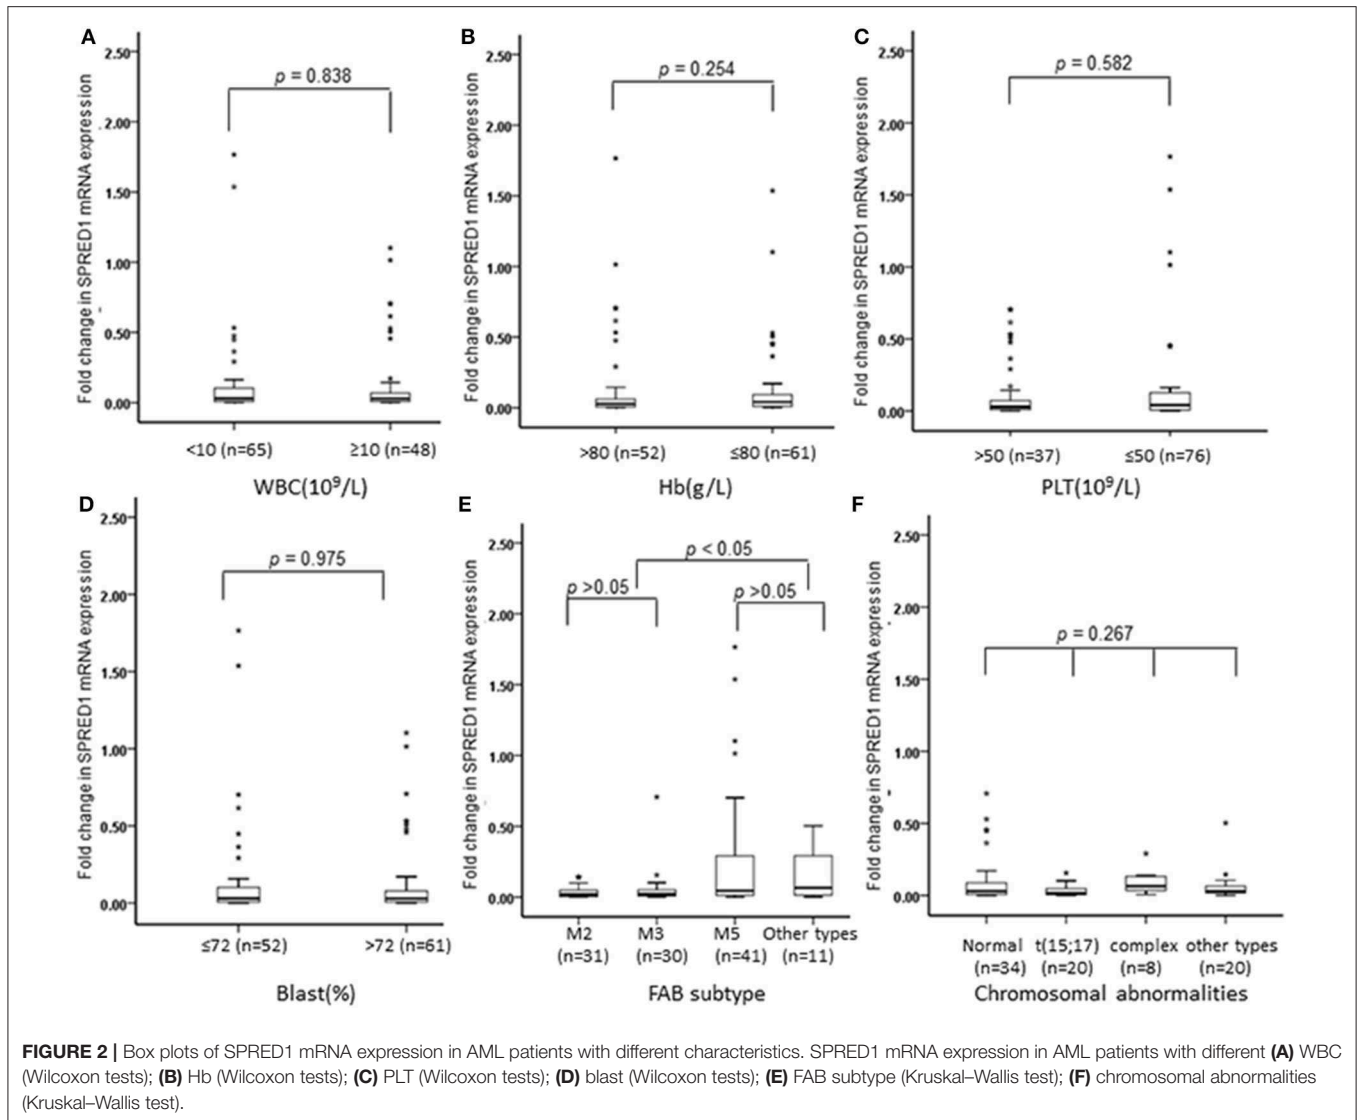 A
Fold change in SPRED1 mRNA expression
2.50
2.00
1.50
1.00
0.50
0.00
p = 0.838
<10 (n=65)
≥10 (n=48)
WBC(10⁹/L)
B
Fold change in SPRED1 mRNA expression
2.50
2.00
1.50
1.00
0.50
0.00
p = 0.254
>80 (n=52)
≤80 (n=61)
Hb(g/L)
C
Fold change in SPRED1 mRNA expression
2.50
2.00
1.50
1.00
0.50
0.00
p = 0.582
>50 (n=37)
≤50 (n=76)
PLT(10⁹/L)
D
Fold change in SPRED1 mRNA expression
2.50
2.00
1.50
1.00
0.50
0.00
p = 0.975
≤72 (n=52)
>72 (n=61)
Blast(%)
E
Fold change in SPRED1 mRNA expression
2.50
2.00
1.50
1.00
0.50
0.00
p < 0.05
p >0.05
p >0.05
M2 M3 M5 Other types
(n=31) (n=30) (n=41) (n=11)
FAB subtype
F
Fold change in SPRED1 mRNA expression
2.50
2.00
1.50
1.00
0.50
0.00
p = 0.267
Normal t(15;17) complex other types
(n=34) (n=20) (n=8) (n=20)
Chromosomal abnormalities
FIGURE 2 | Box plots of SPRED1 mRNA expression in AML patients with different characteristics. SPRED1 mRNA expression in AML patients with different (A) WBC
(Wilcoxon tests); (B) Hb (Wilcoxon tests); (C) PLT (Wilcoxon tests); (D) blast (Wilcoxon tests); (E) FAB subtype (Kruskal–Wallis test); (F) chromosomal abnormalities
(Kruskal–Wallis test).